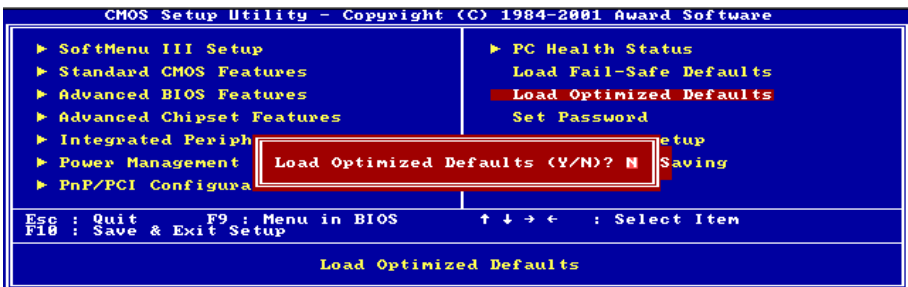 CMOS Setup Utility - Copyright (C) 1984-2001 Award Software
▶ SoftMenu III Setup
▶ Standard CMOS Features
▶ Advanced BIOS Features
▶ Advanced Chipset Features
▶ Integrated Periph
▶ Power Management
▶ PnP/PCI Configura
▶ PC Health Status
Load Fail-Safe Defaults
Load Optimized Defaults
Set Password
etup
Saving
Load Optimized Defaults (Y/N)? N
Esc : Quit F9 : Menu in BIOS ↑ ↓ → ← : Select Item
F10 : Save & Exit Setup
Load Optimized Defaults